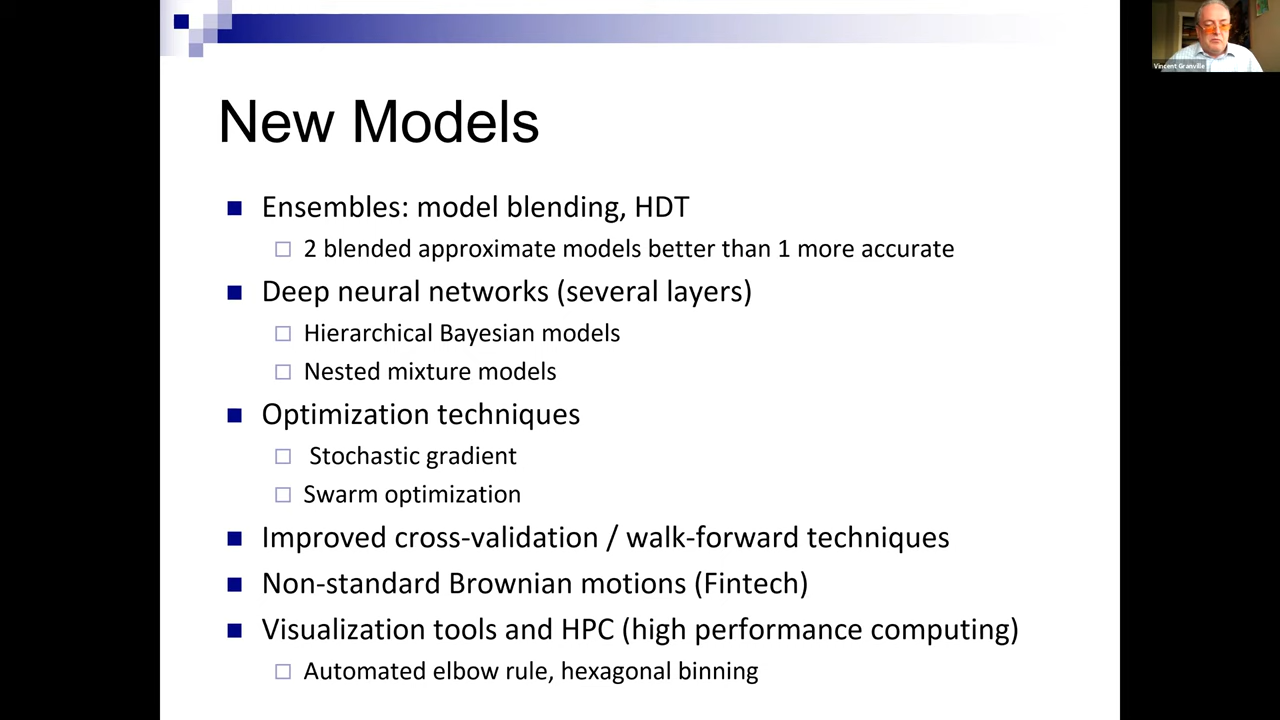 New Models
Ensembles: model blending, HDT
2 blended approximate models better than 1 more accurate
Deep neural networks (several layers)
Hierarchical Bayesian models
Nested mixture models
Optimization techniques
Stochastic gradient
Swarm optimization
Improved cross-validation / walk-forward techniques
Non-standard Brownian motions (Fintech)
Visualization tools and HPC (high performance computing)
Automated elbow rule, hexagonal binning
Vincent Granville